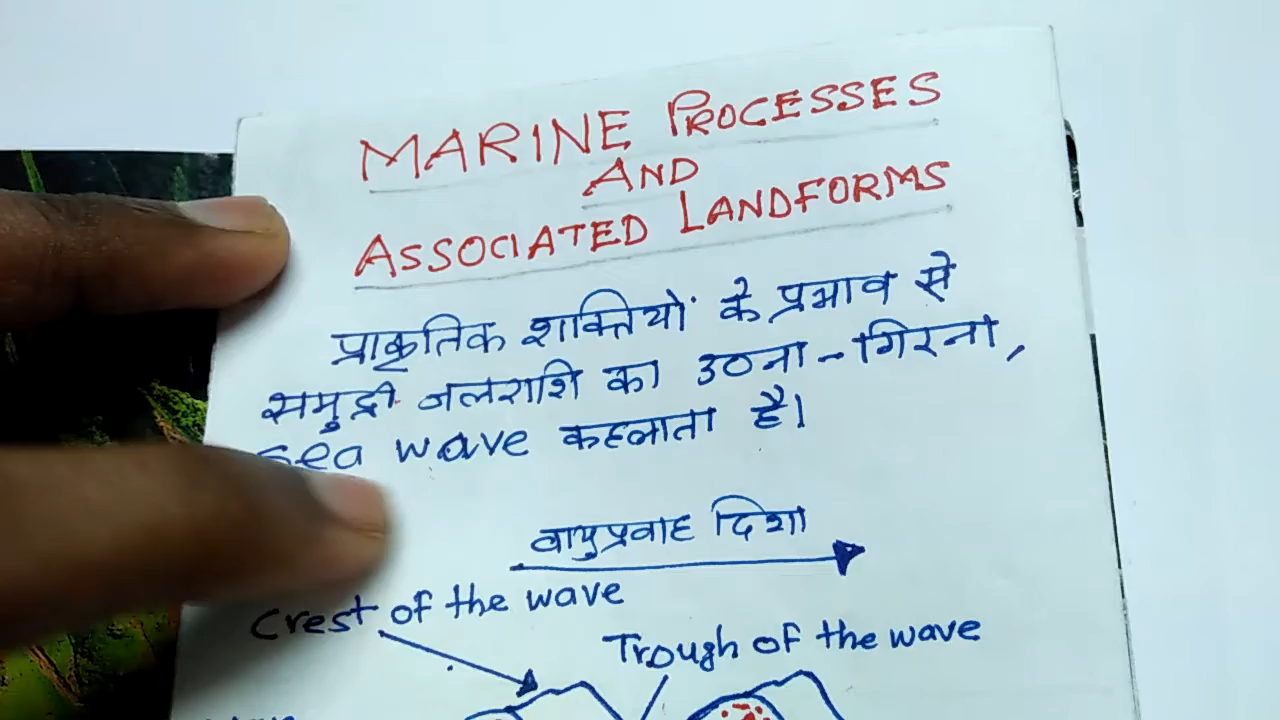 MARINE PROCESSES
AND
ASSOCIATED LANDFORMS
प्राकृतिक शक्तियों के प्रभाव से
समुद्री जलराशि का उठना-गिरना,
sea wave कहलाता है।
वायुप्रवाह दिशा
Crest of the wave
Trough of the wave